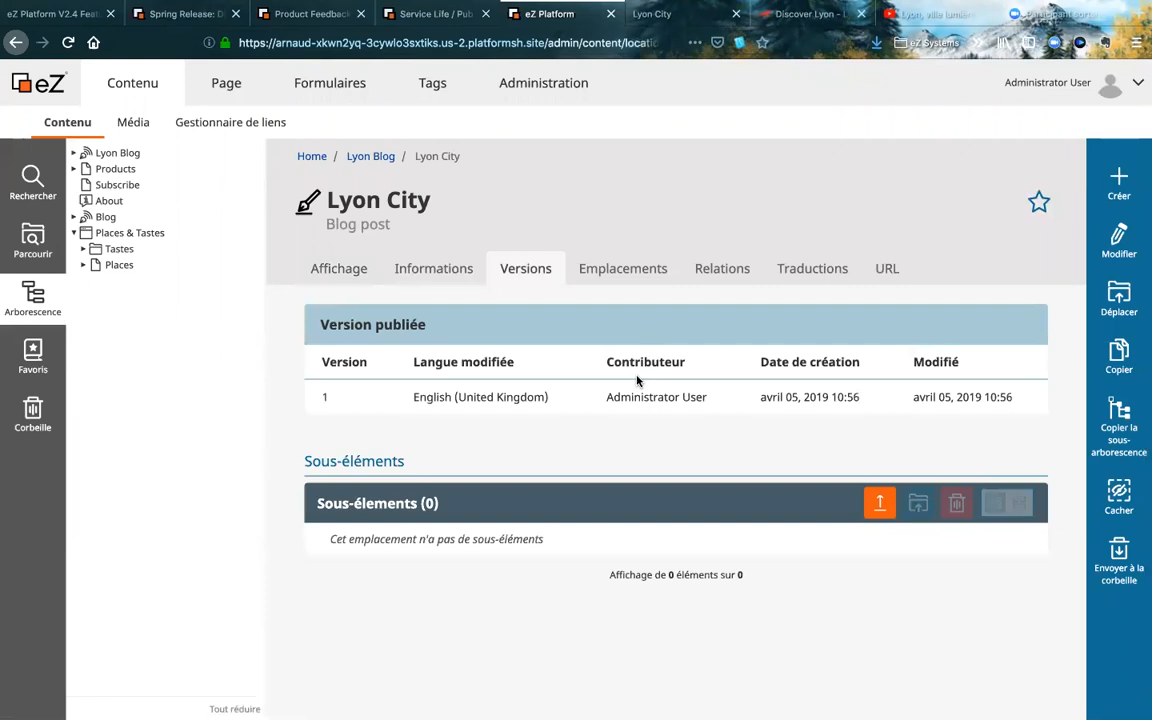 eZ Platform V2.4 Feat
Spring Release: D
Product Feedback
Service Life / Pub
eZ Platform
Lyon City
Discover Lyon - L
Lyon, ville lumièr
https://arnaud-xkwn2yq-3cywlo3sxtiks.us-2.platformsh.site/admin/content/locatio
eZ Systems
eZ
Contenu
Page
Formulaires
Tags
Administration
Administrator User
Contenu
Média
Gestionnaire de liens
Rechercher
Parcourir
Arborescence
Favoris
Corbeille
Lyon Blog
Products
Subscribe
About
Blog
Places & Tastes
Tastes
Places
Tout réduire
Home / Lyon Blog / Lyon City
Lyon City
Blog post
Affichage
Informations
Versions
Emplacements
Relations
Traductions
URL
Version publiée
Version Langue modifiée Contributeur Date de création Modifié
1 English (United Kingdom) Administrator User avril 05, 2019 10:56 avril 05, 2019 10:56
Sous-éléments
Sous-élements (0)
Cet emplacement n'a pas de sous-éléments
Affichage de 0 éléments sur 0
Créer
Modifier
Déplacer
Copier
Copier la
sous-
arborescence
Cacher
Envoyer à la
corbeille